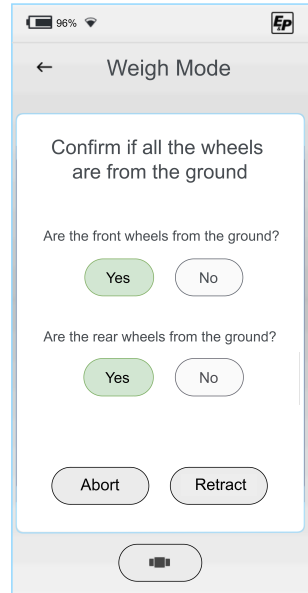 96%
EP
Weigh Mode
Confirm if all the wheels
are from the ground
Are the front wheels from the ground?
Yes No
Are the rear wheels from the ground?
Yes No
Abort Retract